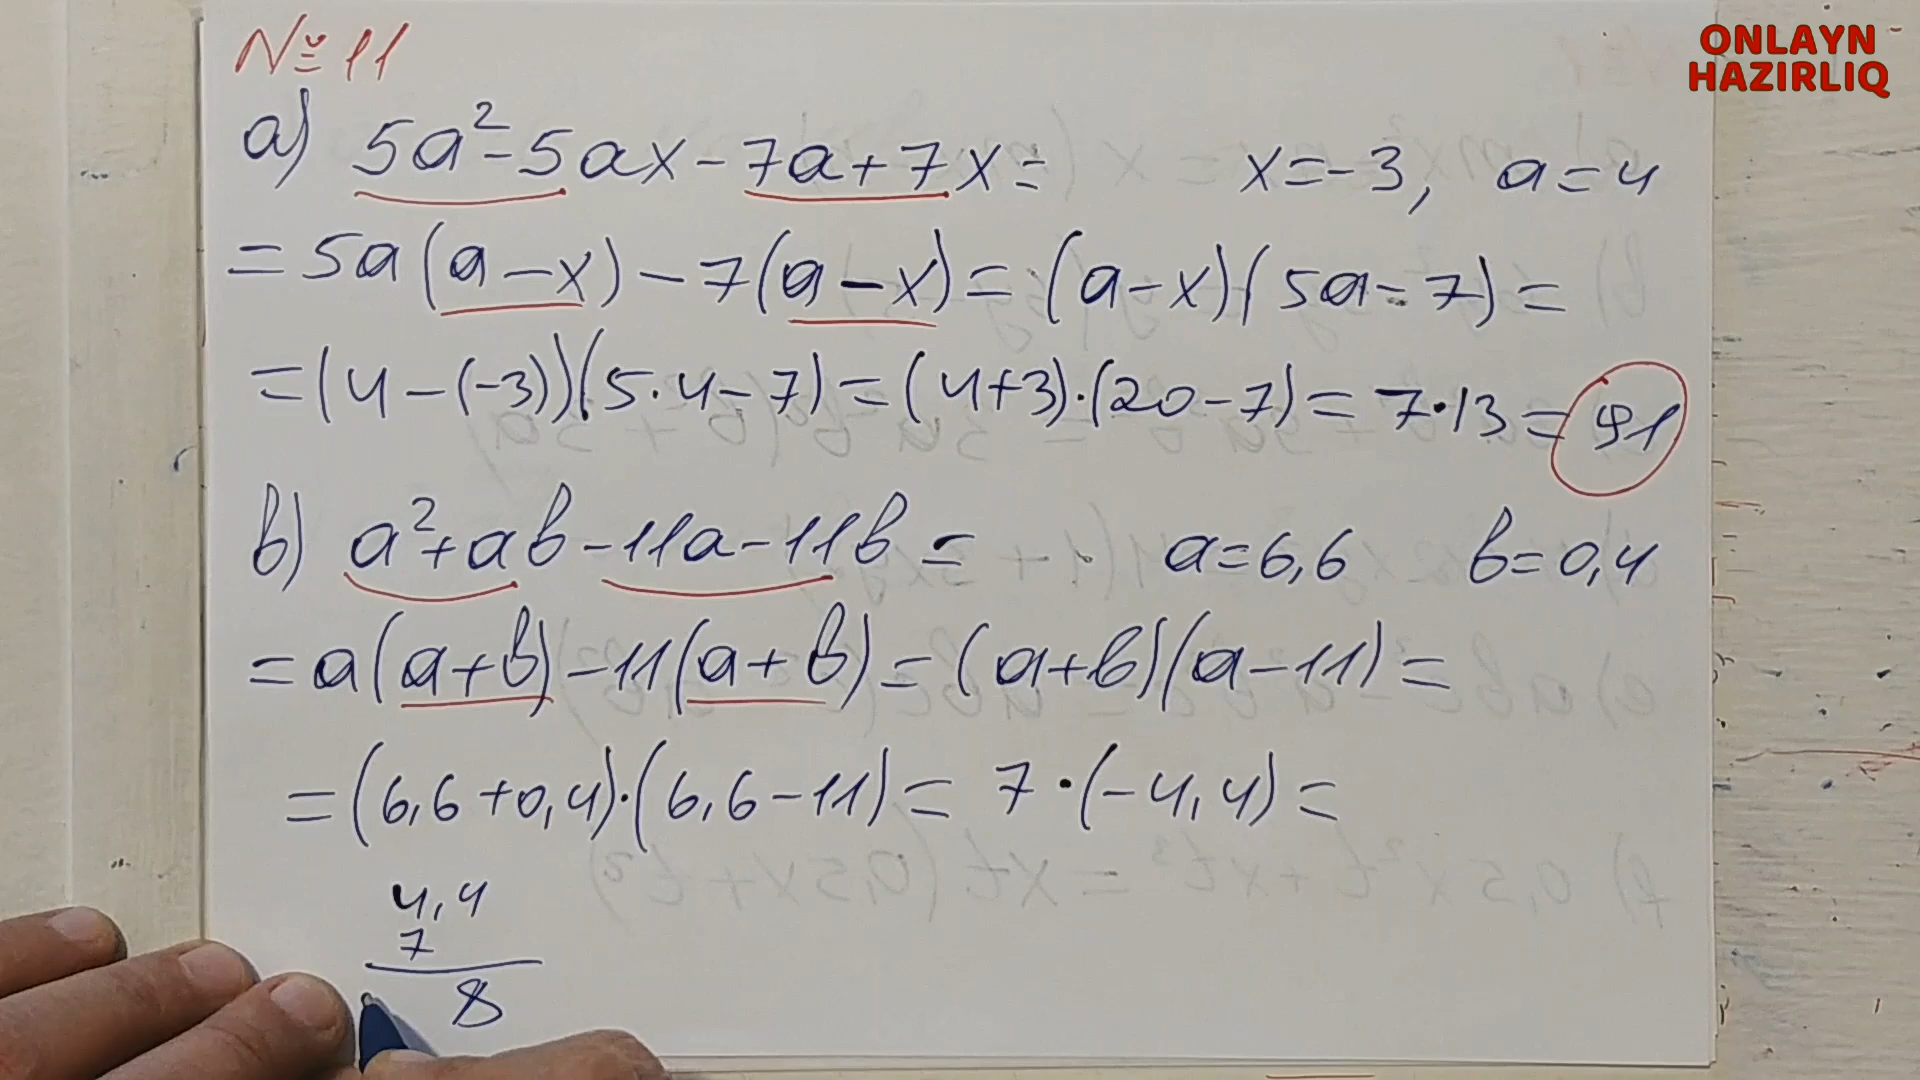 ONLAYN
HAZIRLIQ
№ 11
a) 5a² - 5ax - 7a + 7x = x = -3, a = 4
= 5a(a - x) - 7(a - x) = (a - x)(5a - 7) =
= (4 - (-3))(5 · 4 - 7) = (4 + 3) · (20 - 7) = 7 · 13 = 91
b) a² + ab - 11a - 11b = a = 6,6 b = 0,4
= a(a + b) - 11(a + b) = (a + b)(a - 11) =
= (6,6 + 0,4) · (6,6 - 11) = 7 · (-4,4) =
4,4
7
8